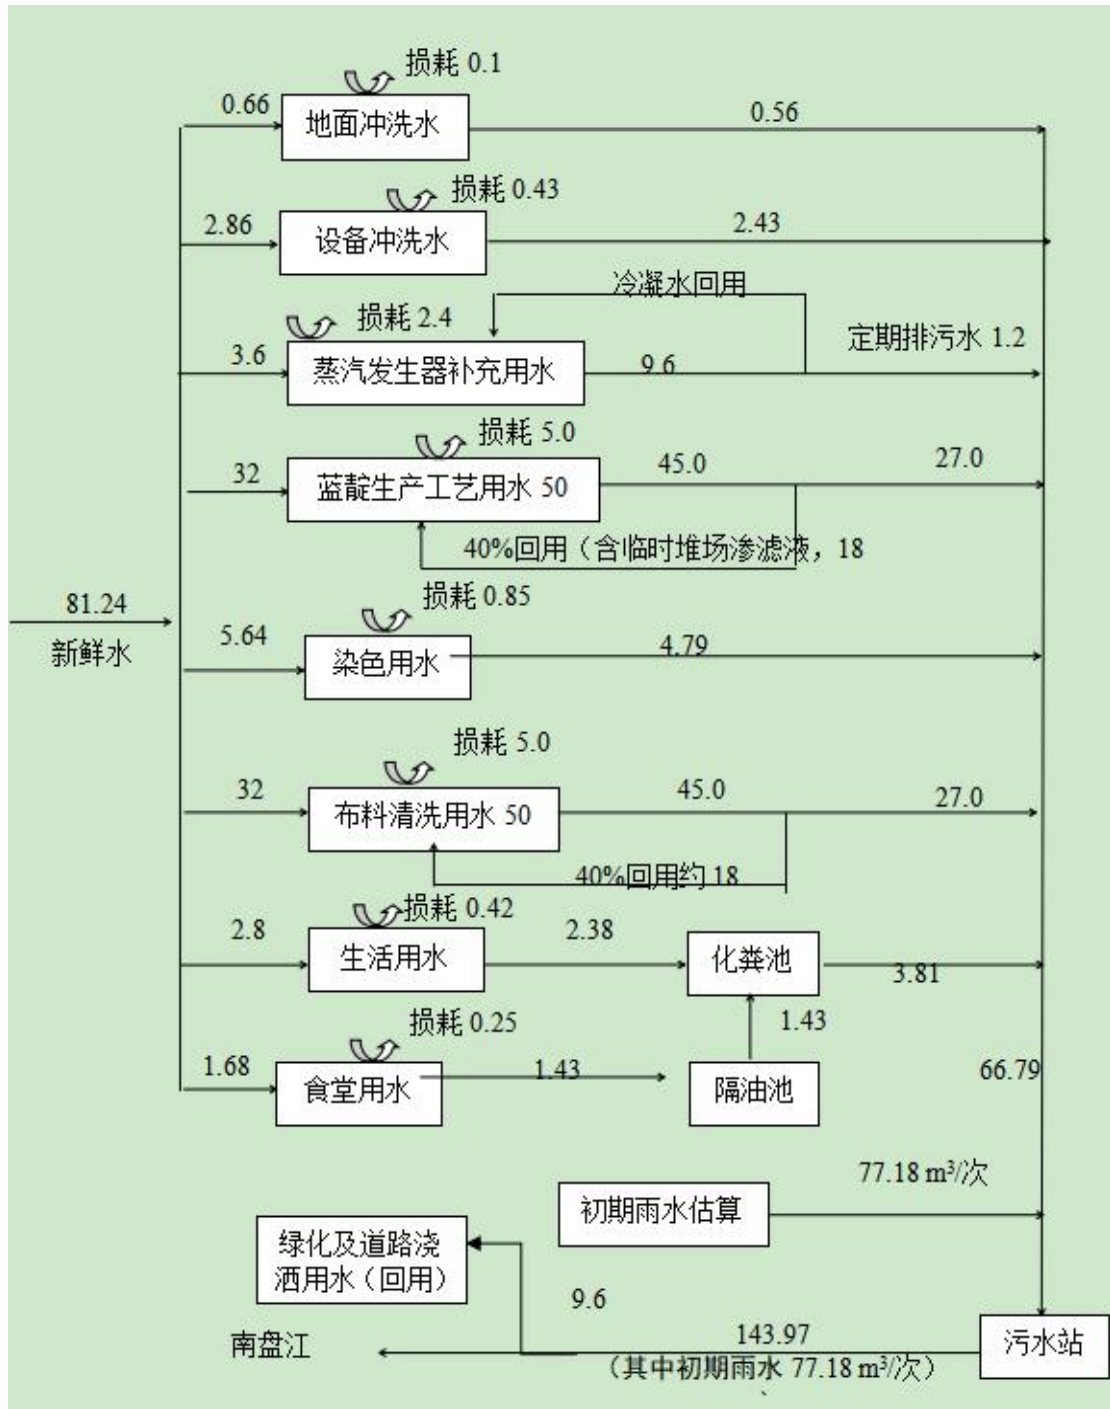 损耗 0.1
0.66
地面冲洗水
0.56
损耗 0.43
2.86
设备冲洗水
2.43
冷凝水回用
损耗 2.4
定期排污水 1.2
3.6
蒸汽发生器补充用水
9.6
损耗 5.0
32
蓝靛生产工艺用水 50
45.0
27.0
40%回用（含临时堆场渗滤液，18
损耗 0.85
81.24
新鲜水
5.64
染色用水
4.79
损耗 5.0
32
布料清洗用水 50
45.0
27.0
40%回用约 18
损耗 0.42
2.8
生活用水
2.38
化粪池
3.81
损耗 0.25
1.43
1.68
食堂用水
1.43
隔油池
66.79
77.18 m³/次
初期雨水估算
绿化及道路浇
洒用水（回用）
9.6
南盘江
143.97
（其中初期雨水 77.18 m³/次）
污水站